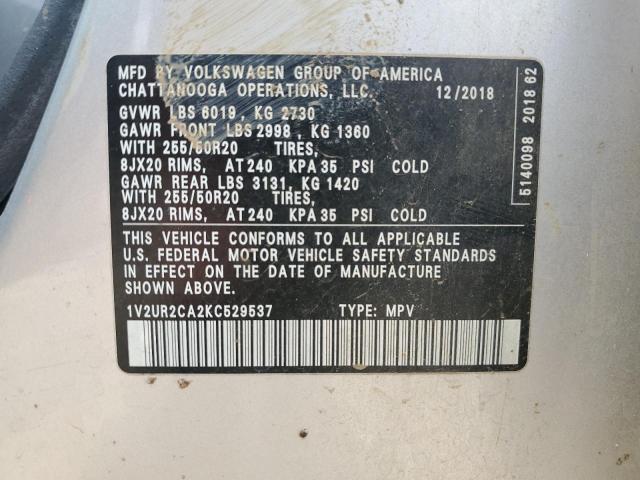 MFD BY VOLKSWAGEN GROUP OF AMERICA
CHATTANOOGA OPERATIONS, LLC. 12/2018
GVWR LBS 6019, KG 2730
GAWR FRONT LBS 2998, KG 1360
WITH 255/50R20 TIRES,
8JX20 RIMS, AT 240 KPA 35 PSI COLD
GAWR REAR LBS 3131, KG 1420
WITH 255/50R20 TIRES,
8JX20 RIMS, AT 240 KPA 35 PSI COLD
THIS VEHICLE CONFORMS TO ALL APPLICABLE
U.S. FEDERAL MOTOR VEHICLE SAFETY STANDARDS
IN EFFECT ON THE DATE OF MANUFACTURE
SHOWN ABOVE.
1V2UR2CA2KC529537 TYPE: MPV
5140098 201862